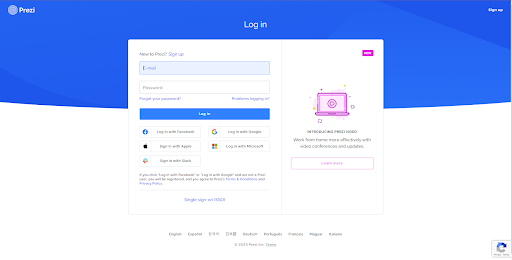 Prezi
Sign up
Log in
New to Prezi? Sign up
E-mail
Password
Forgot your password?
Problems logging in?
Log in
Log in with Facebook
Log in with Google
Sign in with Apple
Log in with Microsoft
Sign in with Slack
If you click "Log in with Facebook" or "Log in with Google" and are not a Prezi
user, you will be registered, and you agree to Prezi's Terms & Conditions and
Privacy Policy.
Single sign on (SSO)
NEW
INTRODUCING PREZI VIDEO
Work from home more effectively with
video conferences and updates.
Learn more
English Español 한국어 日本語 Deutsch Português Français Magyar Italiano
© 2020 Prezi Inc. Terms